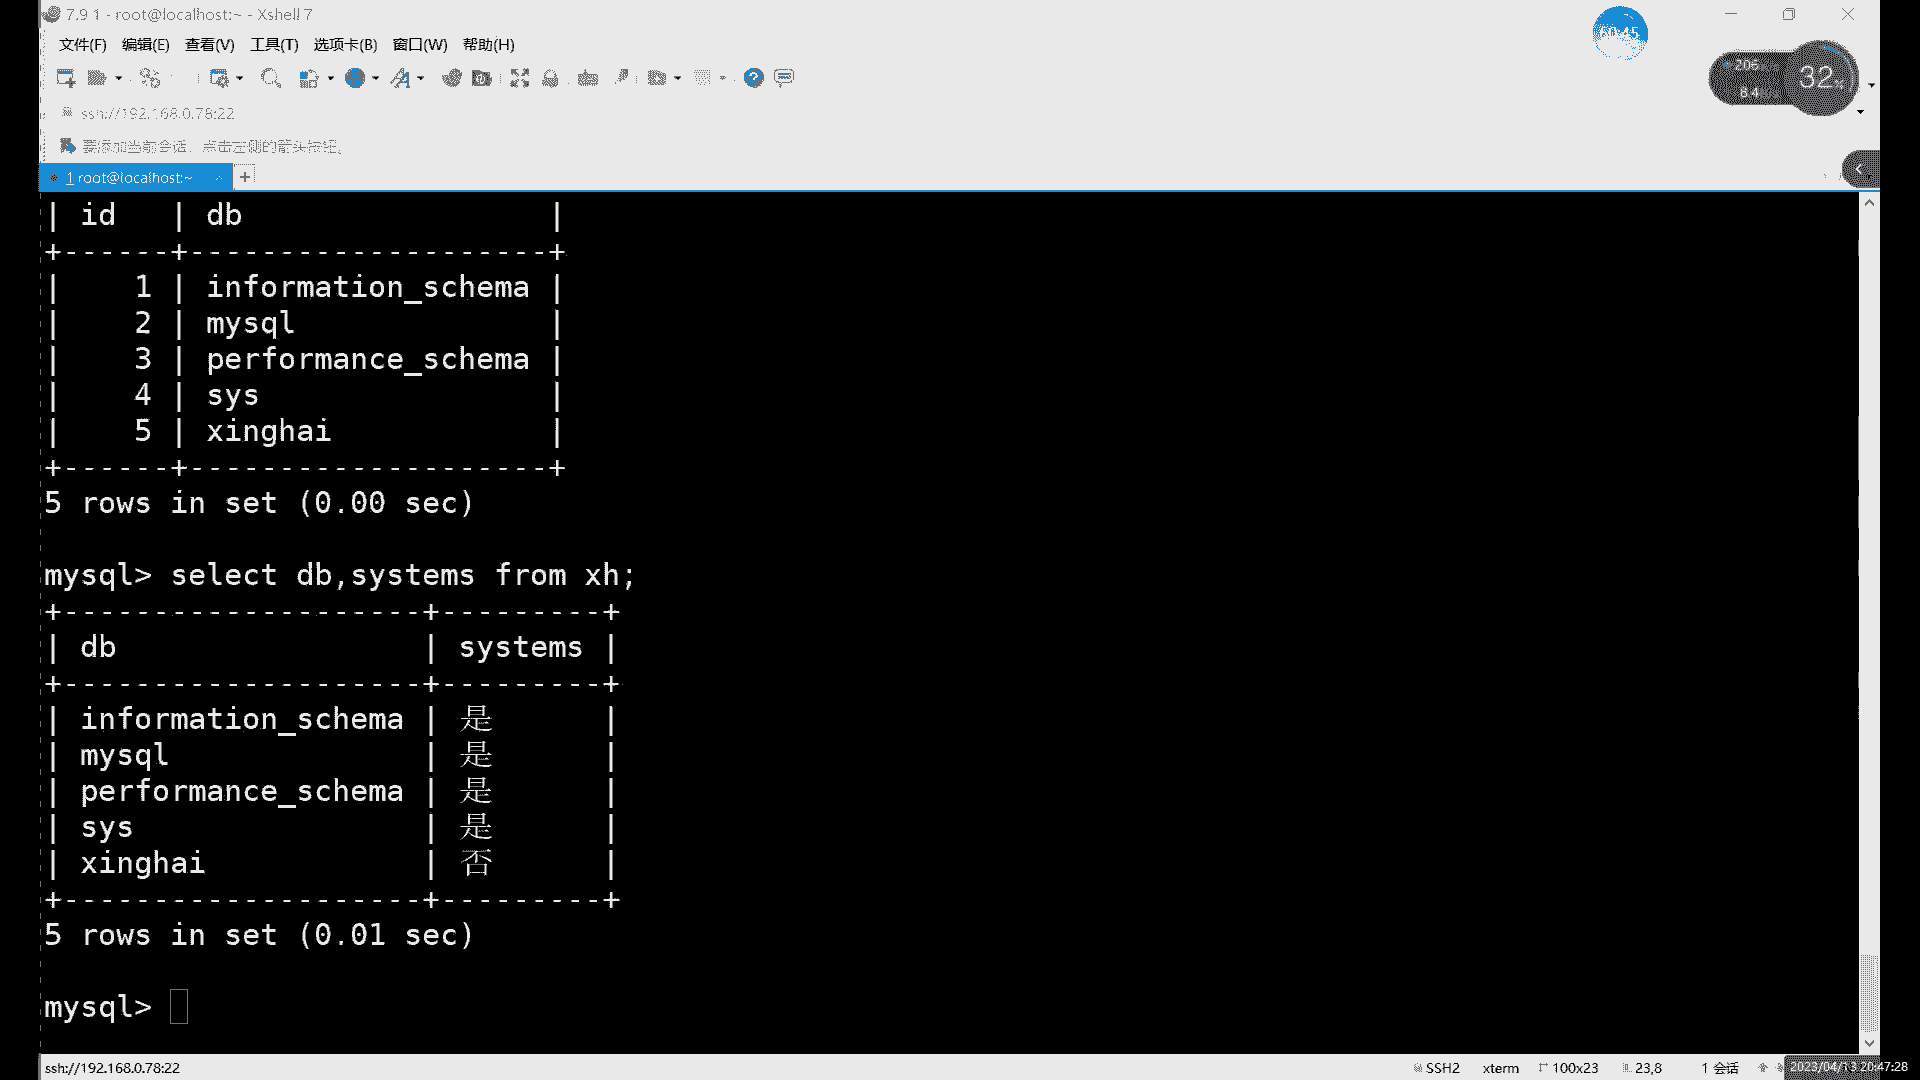 7.9 1 - root@localhost:~ - Xshell 7
文件(F) 编辑(E) 查看(V) 工具(T) 选项卡(B) 窗口(W) 帮助(H)
206
32%
8.4
ssh://192.168.0.78:22
要添加当前会话，点击左侧的箭头按钮。
1 root@localhost:~ +
| id   | db                  |
+------+--------------------+
|    1 | information_schema |
|    2 | mysql              |
|    3 | performance_schema |
|    4 | sys                |
|    5 | xinghai            |
+------+--------------------+
5 rows in set (0.00 sec)
mysql> select db,systems from xh;
+--------------------+---------+
| db                 | systems |
+--------------------+---------+
| information_schema | 是      |
| mysql              | 是      |
| performance_schema | 是      |
| sys                | 是      |
| xinghai            | 否      |
+--------------------+---------+
5 rows in set (0.01 sec)
mysql>
ssh://192.168.0.78:22 SSH2 xterm 100x23 23,8 1 会话 2023/04/13 20:47:28